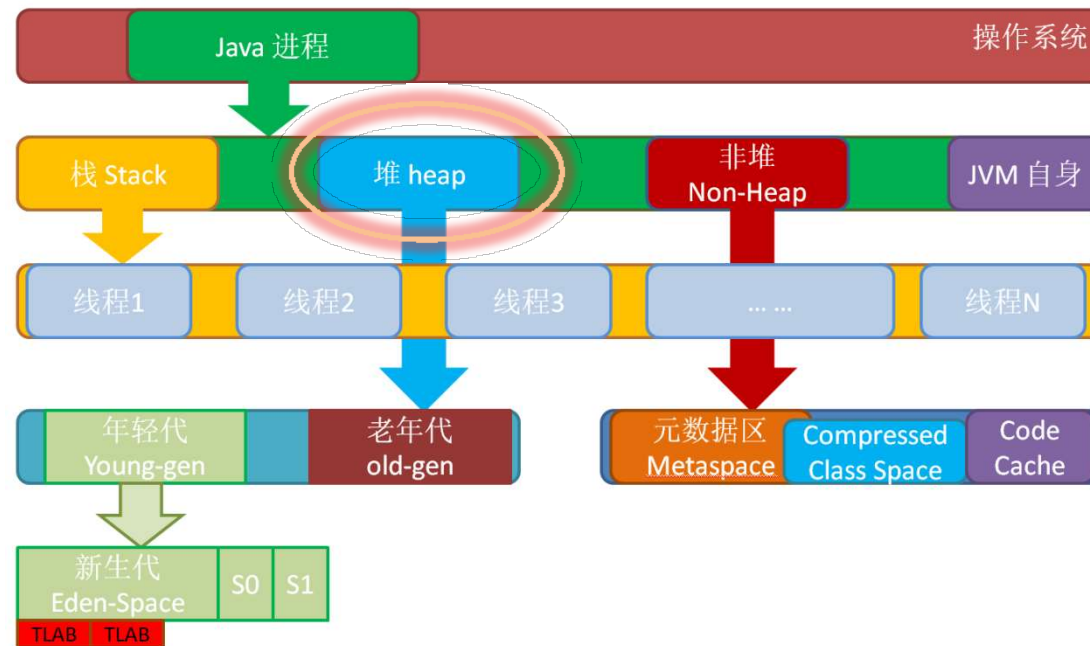 Java 进程
操作系统
栈 Stack
堆 heap
非堆
Non-Heap
JVM 自身
线程1
线程2
线程3
... ...
线程N
年轻代
Young-gen
老年代
old-gen
元数据区
Metaspace
Compressed
Class Space
Code
Cache
新生代
Eden-Space
S0
S1
TLAB
TLAB